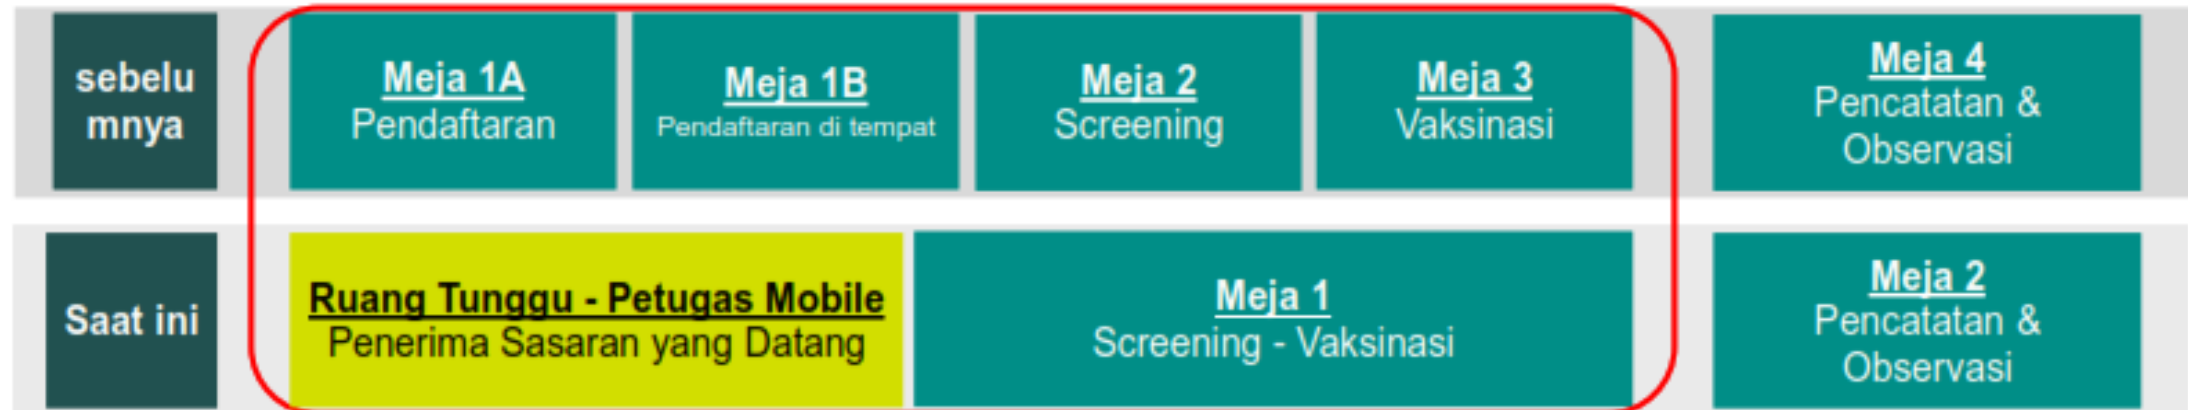 sebelu
mnya
Meja 1A
Pendaftaran
Meja 1B
Pendaftaran di tempat
Meja 2
Screening
Meja 3
Vaksinasi
Meja 4
Pencatatan &
Observasi
Saat ini
Ruang Tunggu - Petugas Mobile
Penerima Sasaran yang Datang
Meja 1
Screening - Vaksinasi
Meja 2
Pencatatan &
Observasi